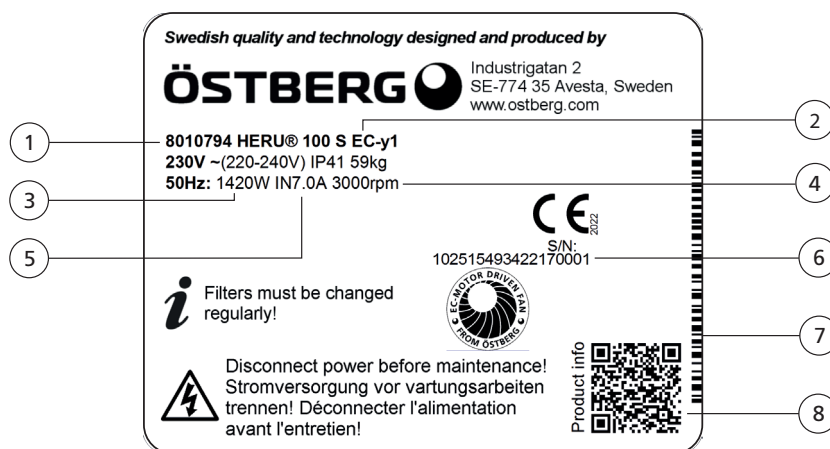 Swedish quality and technology designed and produced by
ÖSTBERG
Industrigatan 2
SE-774 35 Avesta, Sweden
www.ostberg.com
1
2
8010794 HERU® 100 S EC-y1
230V ~(220-240V) IP41 59kg
3
50Hz: 1420W IN7.0A 3000rpm
4
CE
2022
5
S/N:
102515493422170001
6
EC-MOTOR DRIVEN FAN
FROM ÖSTBERG
i
Filters must be changed
regularly!
7
Disconnect power before maintenance!
Stromversorgung vor vartungsarbeiten
trennen! Déconnecter l'alimentation
avant l'entretien!
Product info
8